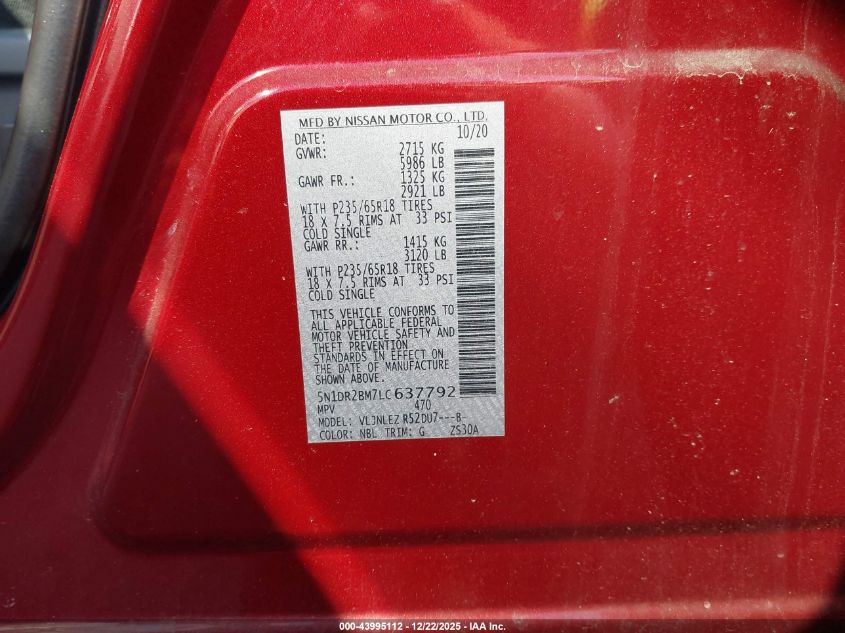 MFD BY NISSAN MOTOR CO., LTD.
DATE: 10/20
GVWR: 2715 KG
5986 LB
GAWR FR.: 1325 KG
2921 LB
WITH P235/65R18 TIRES
18 X 7.5 RIMS AT 33 PSI
COLD SINGLE
GAWR RR.: 1415 KG
3120 LB
WITH P235/65R18 TIRES
18 X 7.5 RIMS AT 33 PSI
COLD SINGLE
THIS VEHICLE CONFORMS TO
ALL APPLICABLE FEDERAL
MOTOR VEHICLE SAFETY AND
THEFT PREVENTION
STANDARDS IN EFFECT ON
THE DATE OF MANUFACTURE
SHOWN ABOVE.
5N1DR2BM7LC637792
MPV 470
MODEL: VLJNLEZ R52DU7---B-
COLOR: NBL TRIM: G ZS30A
000-43995112 - 12/22/2025 - IAA Inc.